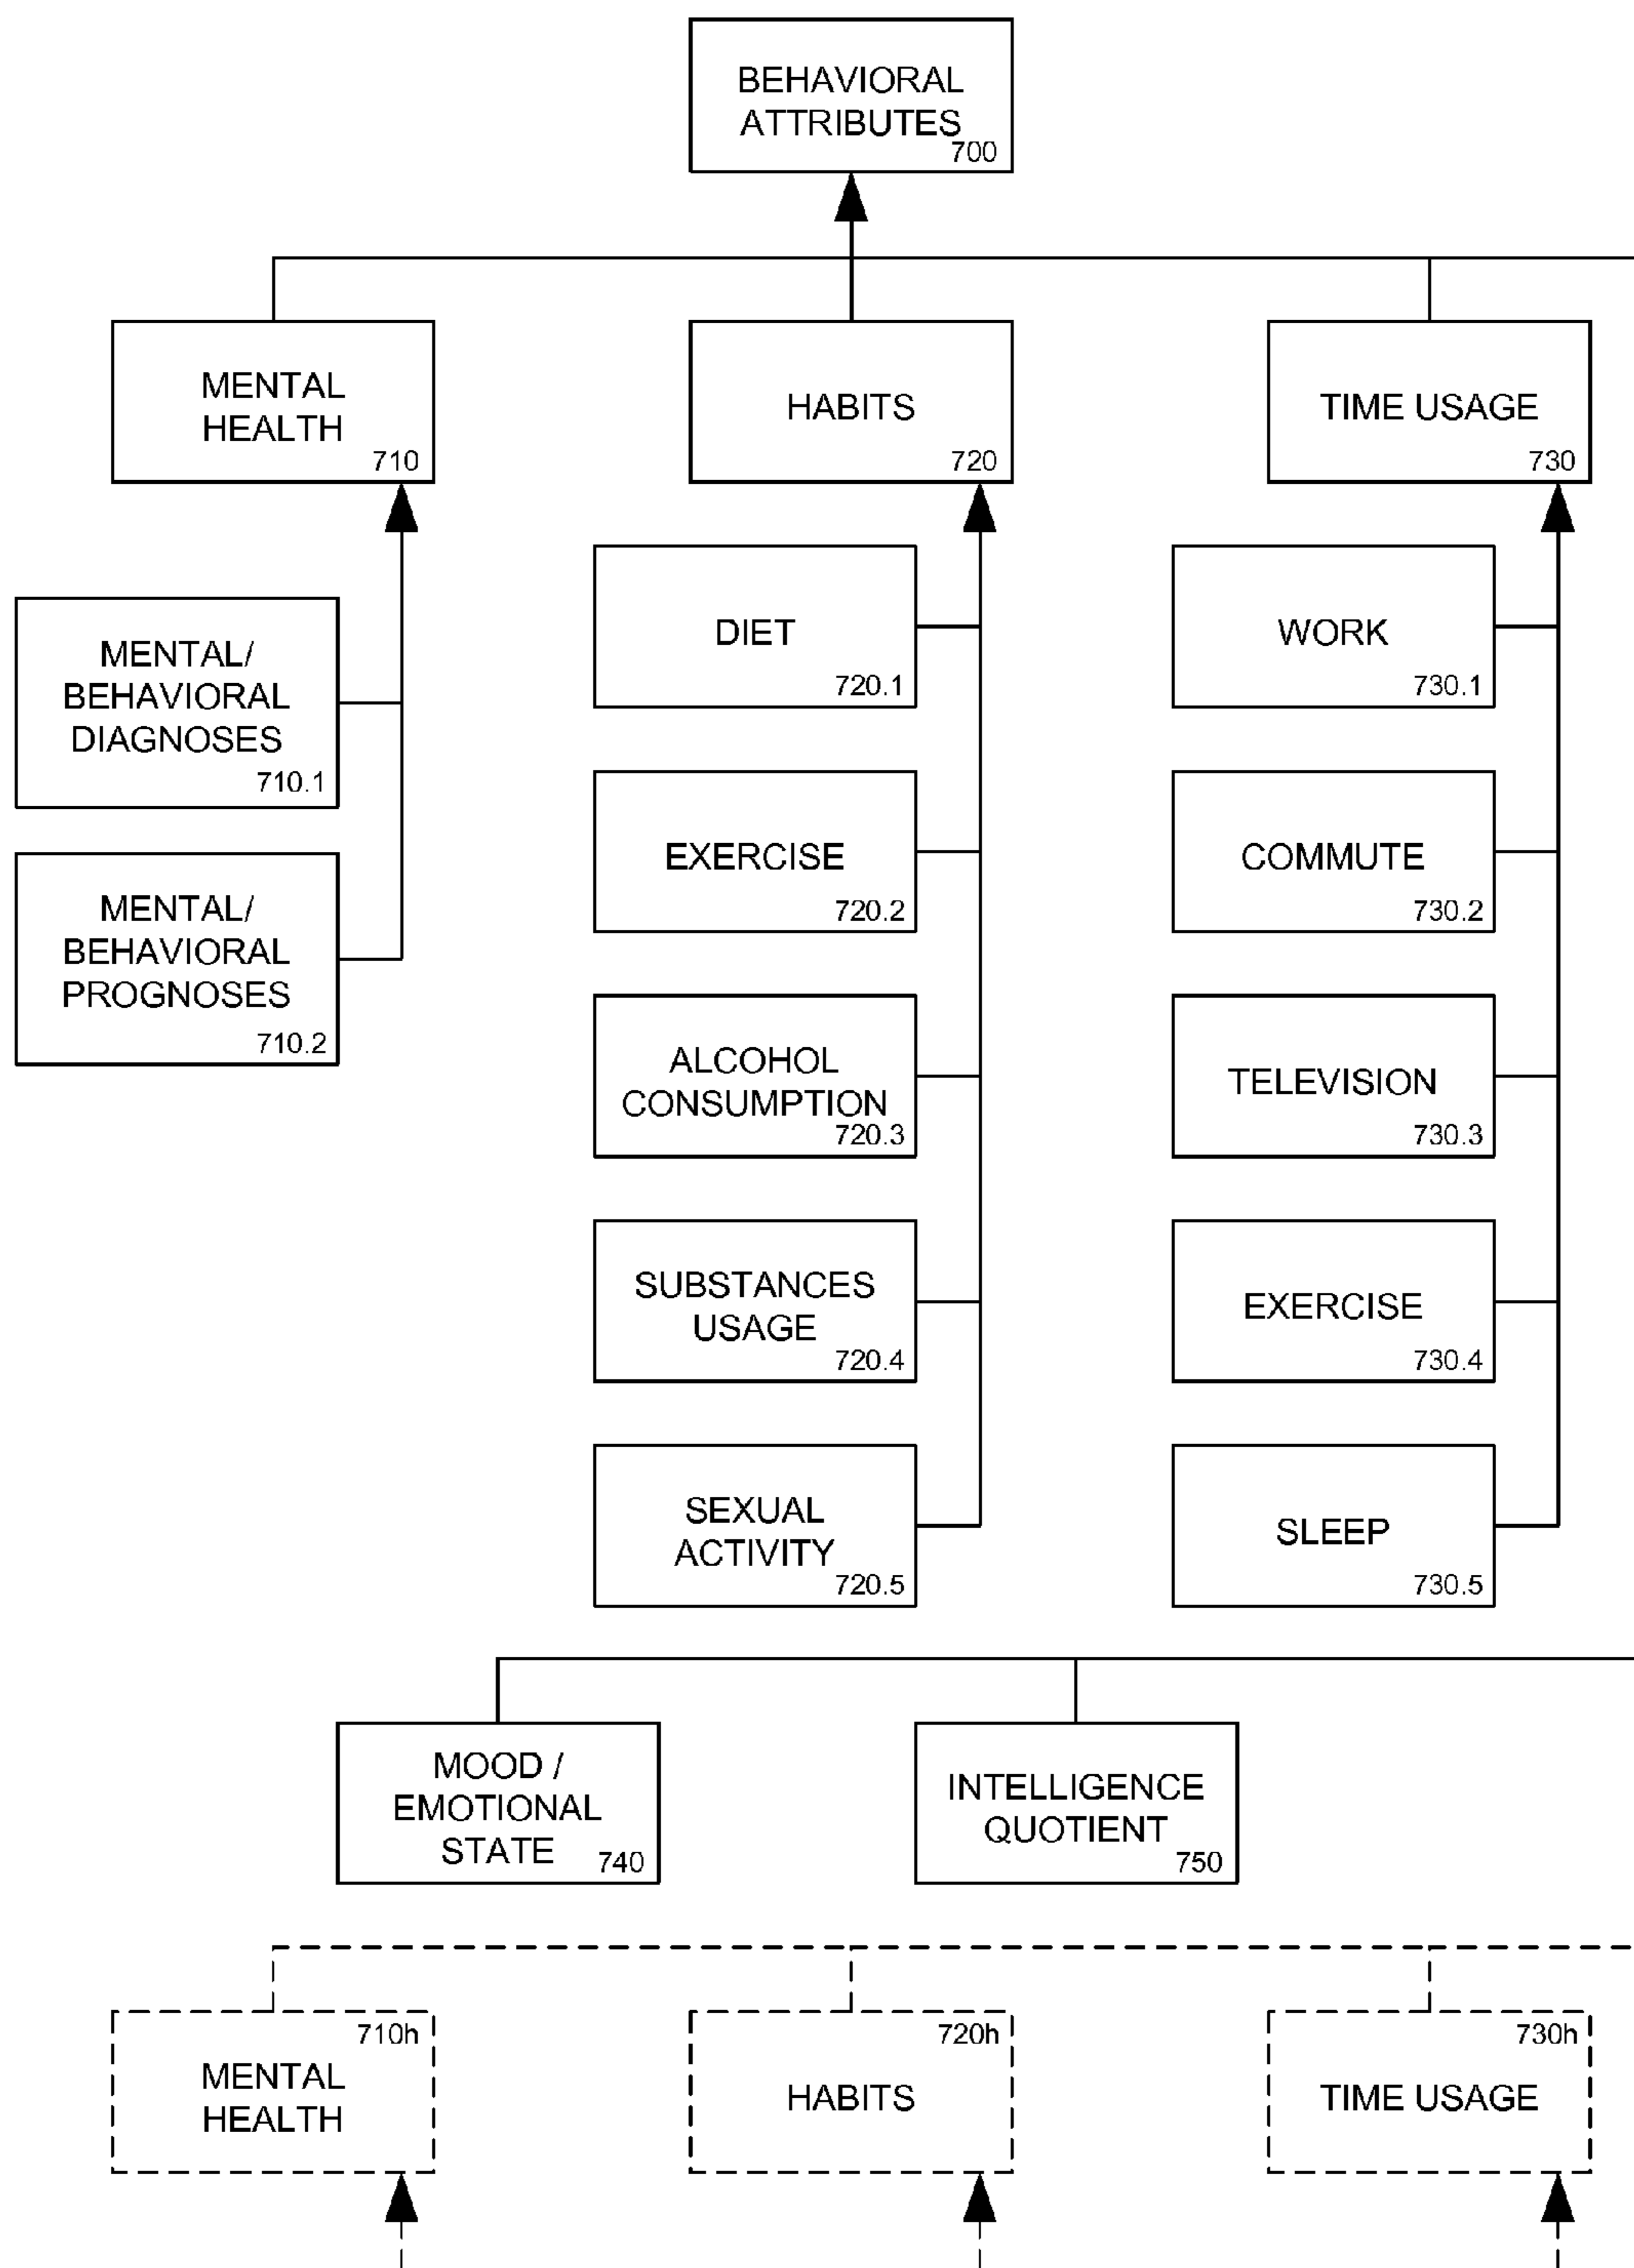 BEHAVIORAL
ATTRIBUTES
700
MENTAL
HEALTH
710
HABITS
720
TIME USAGE
730
MENTAL/
BEHAVIORAL
DIAGNOSES
710.1
MENTAL/
BEHAVIORAL
PROGNOSES
710.2
DIET
720.1
EXERCISE
720.2
ALCOHOL
CONSUMPTION
720.3
SUBSTANCES
USAGE
720.4
SEXUAL
ACTIVITY
720.5
WORK
730.1
COMMUTE
730.2
TELEVISION
730.3
EXERCISE
730.4
SLEEP
730.5
MOOD /
EMOTIONAL
STATE
740
INTELLIGENCE
QUOTIENT
750
710h
MENTAL
HEALTH
720h
HABITS
730h
TIME USAGE